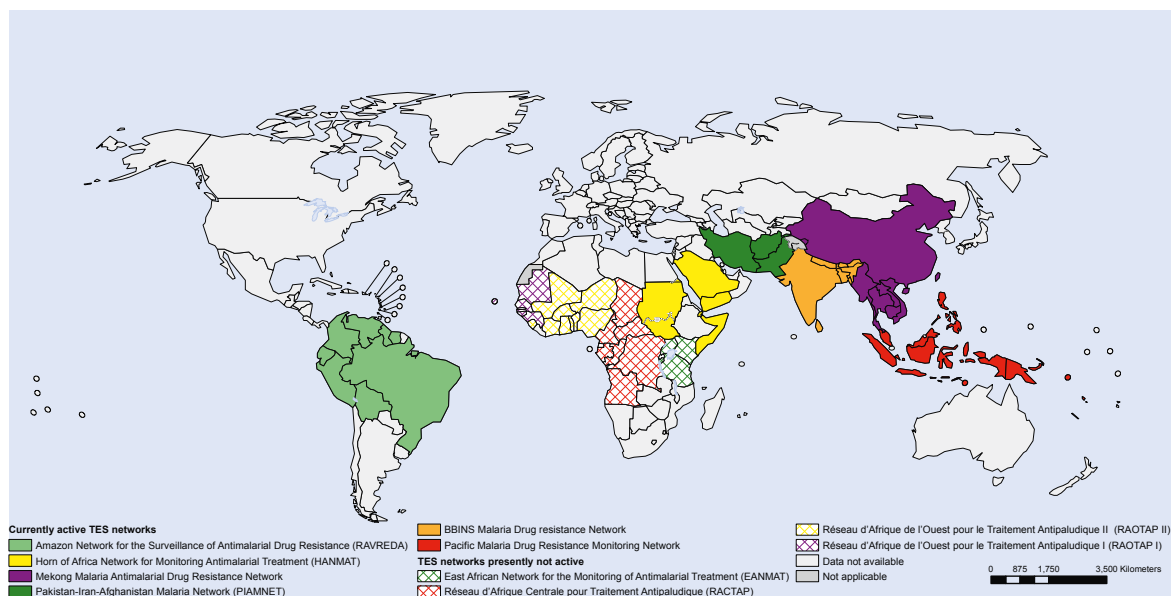 Currently active TES networks
Amazon Network for the Surveillance of Antimalarial Drug Resistance (RAVREDA)
Horn of Africa Network for Monitoring Antimalarial Treatment (HANMAT)
Mekong Malaria Antimalarial Drug Resistance Network
Pakistan-Iran-Afghanistan Malaria Network (PIAMNET)
BBINS Malaria Drug resistance Network
Pacific Malaria Drug Resistance Monitoring Network
TES networks presently not active
East African Network for the Monitoring of Antimalarial Treatment (EANMAT)
Réseau d'Afrique Centrale pour Traitement Antipaludique (RACTAP)
Réseau d'Afrique de l'Ouest pour le Traitement Antipaludique II (RAOTAP II)
Réseau d'Afrique de l'Ouest pour le Traitement Antipaludique I (RAOTAP I)
Data not available
Not applicable
0 875 1,750 3,500 Kilometers